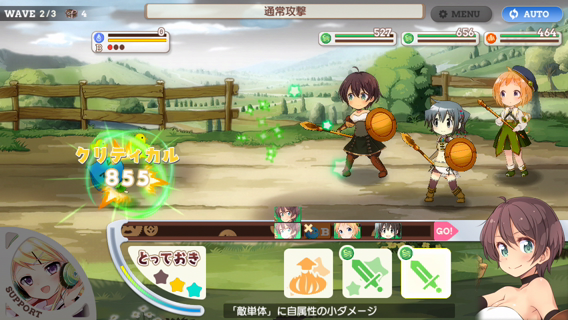 WAVE 2/3 4
通常攻撃
MENU
AUTO
0
B
527
656
464
クリティカル
855
B
GO!
とっておき
SUPPORT
「敵単体」に自属性の小ダメージ